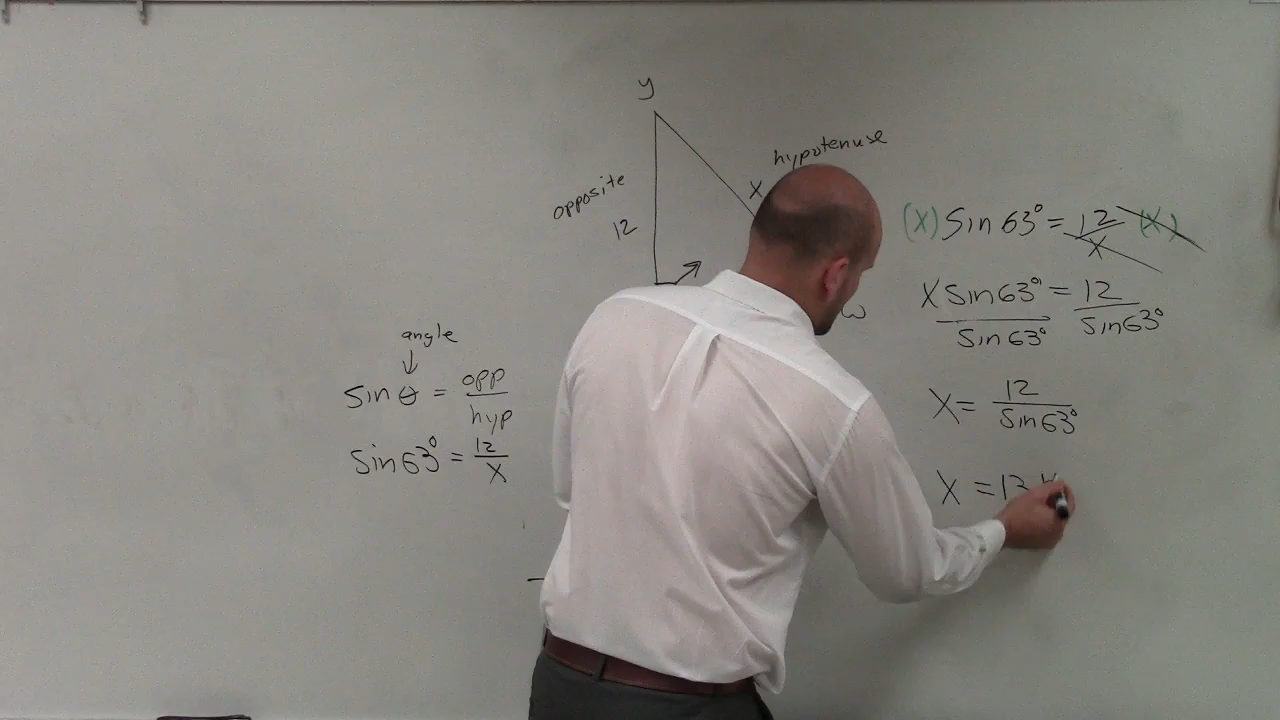 y
hypotenuse
opposite
x
12
(x) Sin 63° = 12/x (x)
x Sin 63° / Sin 63° = 12 / Sin 63°
w
angle
↓
Sin θ = opp/hyp
Sin 63° = 12/x
x = 12 / Sin 63°
x = 13.